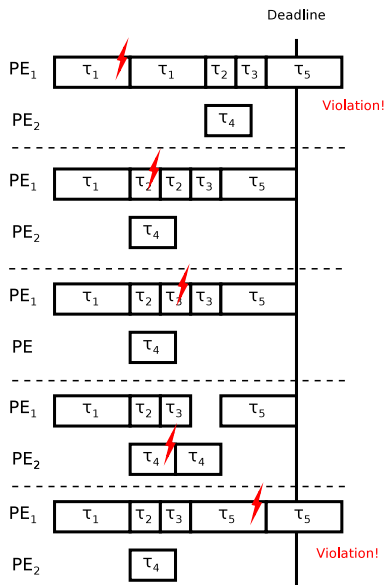 Deadline
PE1 τ1 τ1 τ2 τ3 τ5
Violation!
PE2 τ4
PE1 τ1 τ2 τ2 τ3 τ5
PE2 τ4
PE1 τ1 τ2 τ3 τ3 τ5
PE τ4
PE1 τ1 τ2 τ3 τ5
PE2 τ4 τ4
PE1 τ1 τ2 τ3 τ5 τ5
PE2 τ4 Violation!